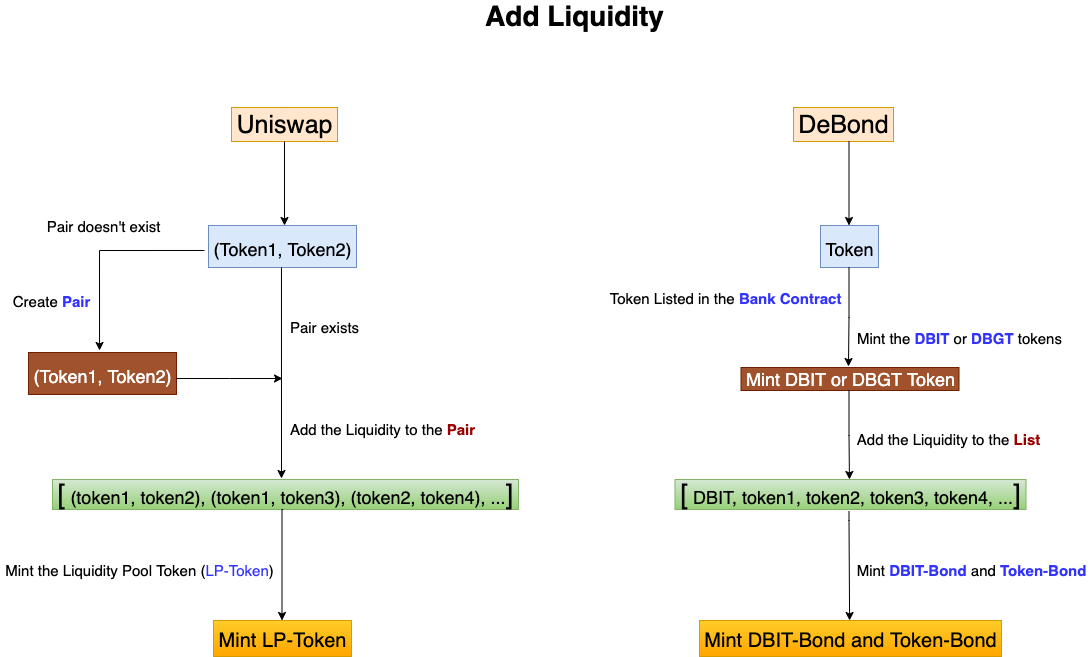 Add Liquidity
Uniswap
Pair doesn't exist
(Token1, Token2)
Create Pair
Pair exists
(Token1, Token2)
Add the Liquidity to the Pair
[ (token1, token2), (token1, token3), (token2, token4), ...]
Mint the Liquidity Pool Token (LP-Token)
Mint LP-Token
DeBond
Token
Token Listed in the Bank Contract
Mint the DBIT or DBGT tokens
Mint DBIT or DBGT Token
Add the Liquidity to the List
[ DBIT, token1, token2, token3, token4, ...]
Mint DBIT-Bond and Token-Bond
Mint DBIT-Bond and Token-Bond